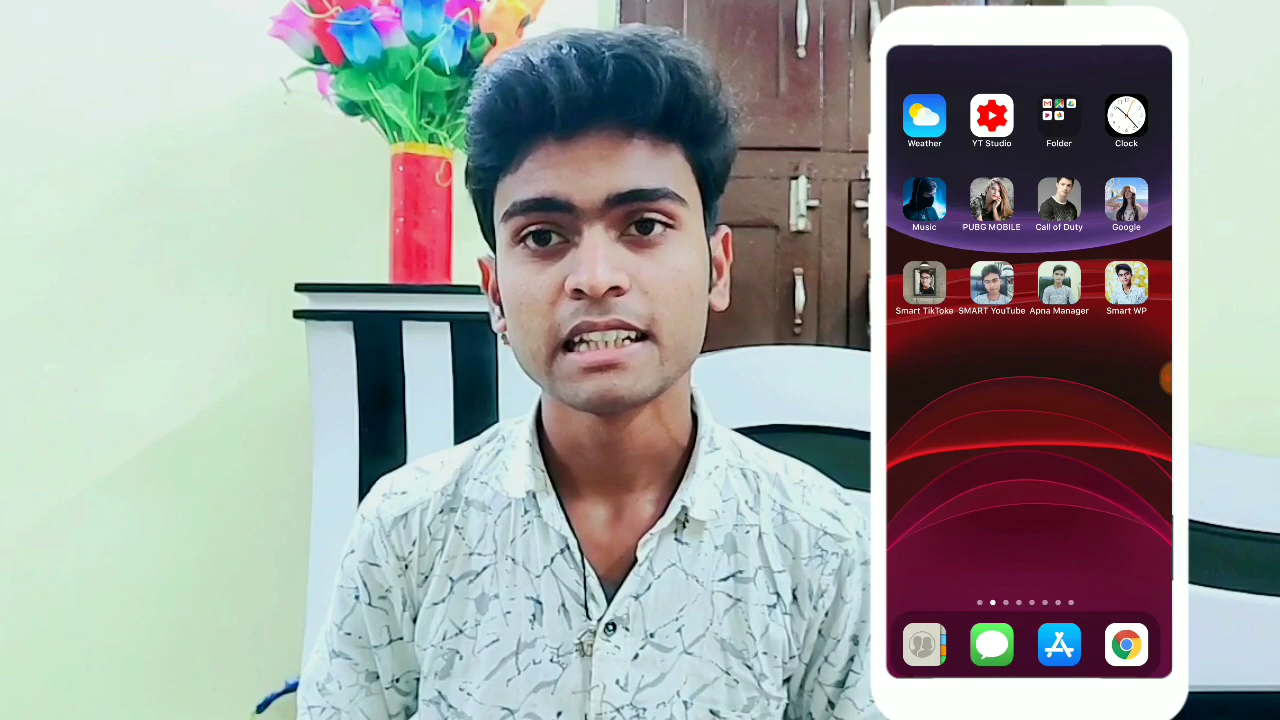 Weather YT Studio Folder Clock
Music PUBG MOBILE Call of Duty Google
Smart TikToke SMART YouTube Apna Manager Smart WP